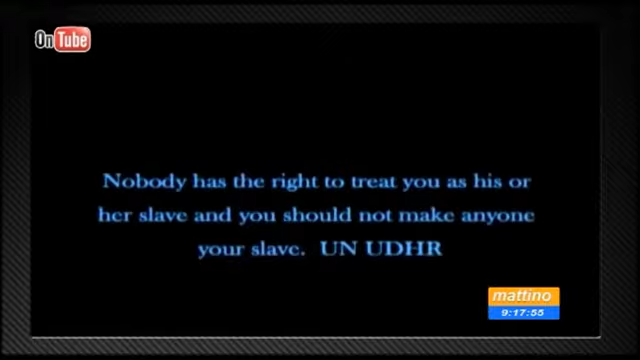 OnTube
Nobody has the right to treat you as his or
her slave and you should not make anyone
your slave.  UN UDHR
mattino
9:17:55